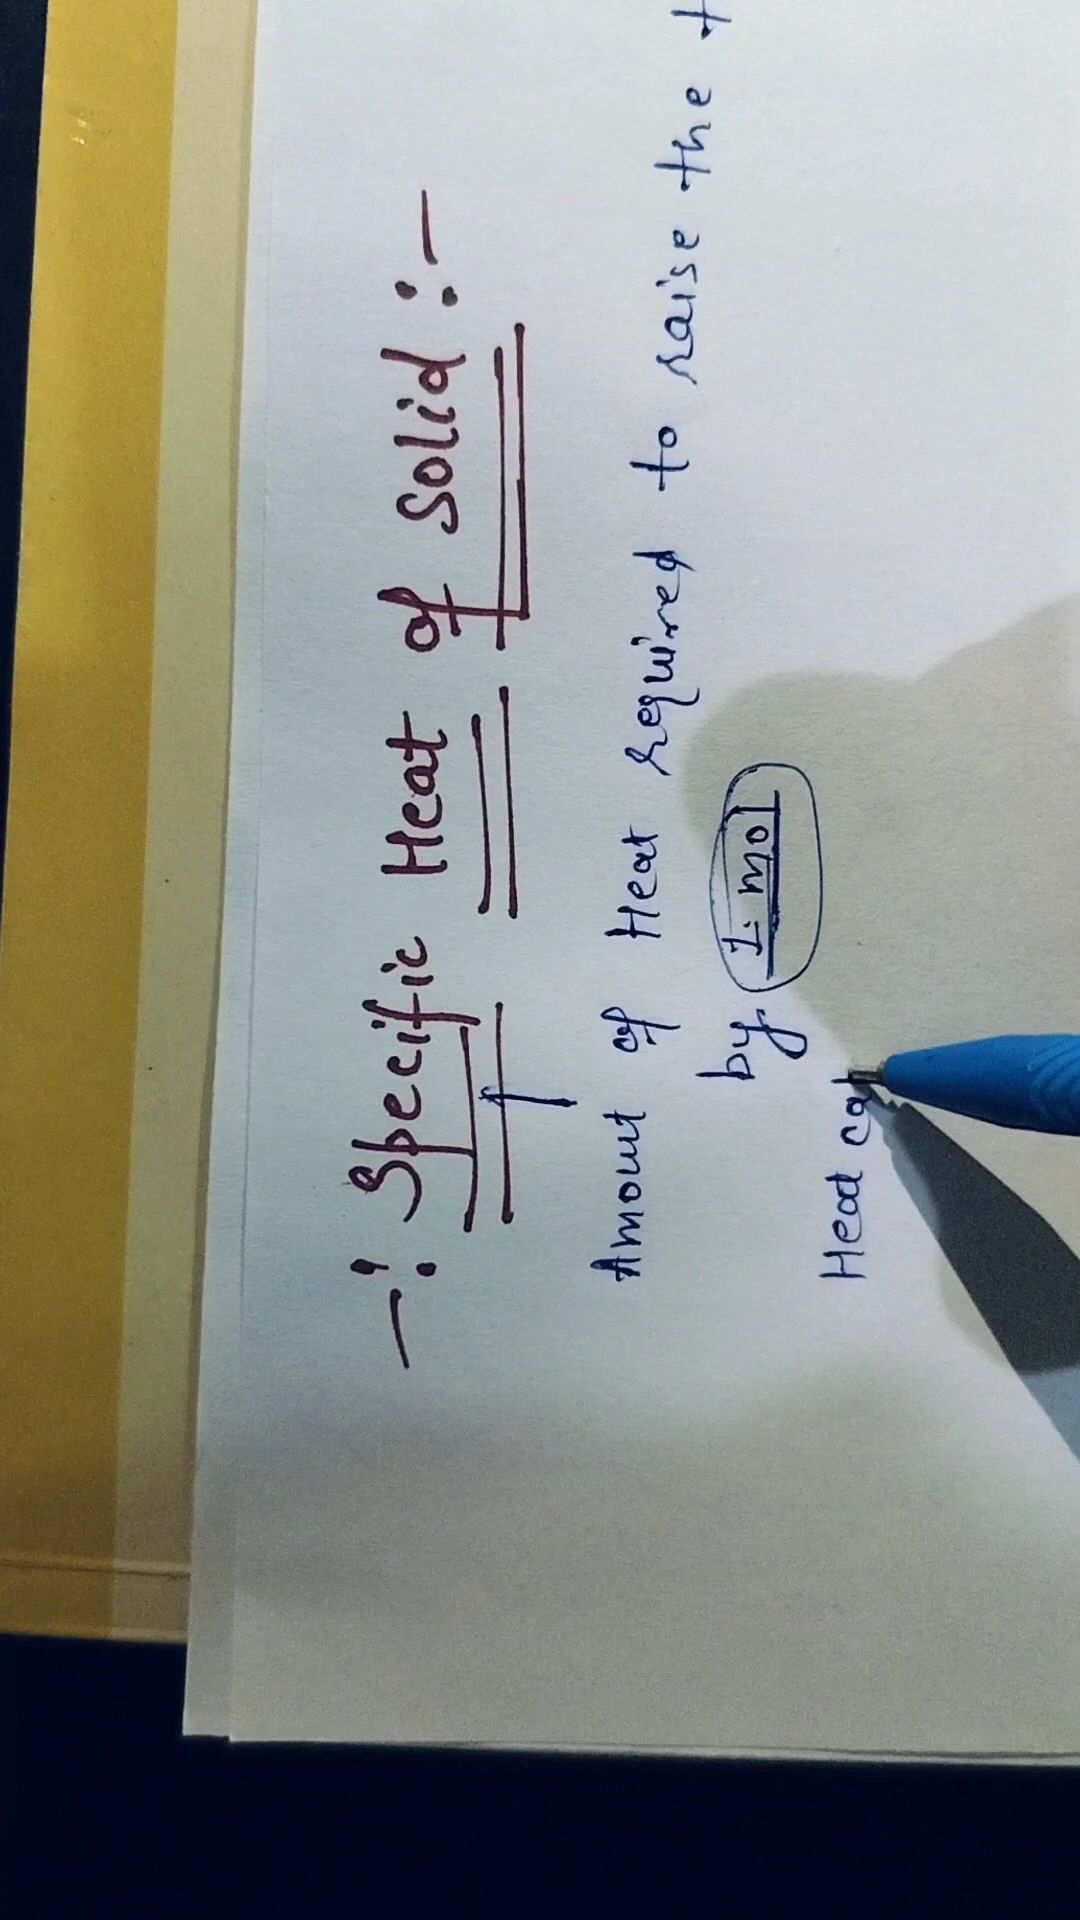 -: Specific Heat of Solid :-
Amount of Heat required to raise the
by 1. mol
Heat ca